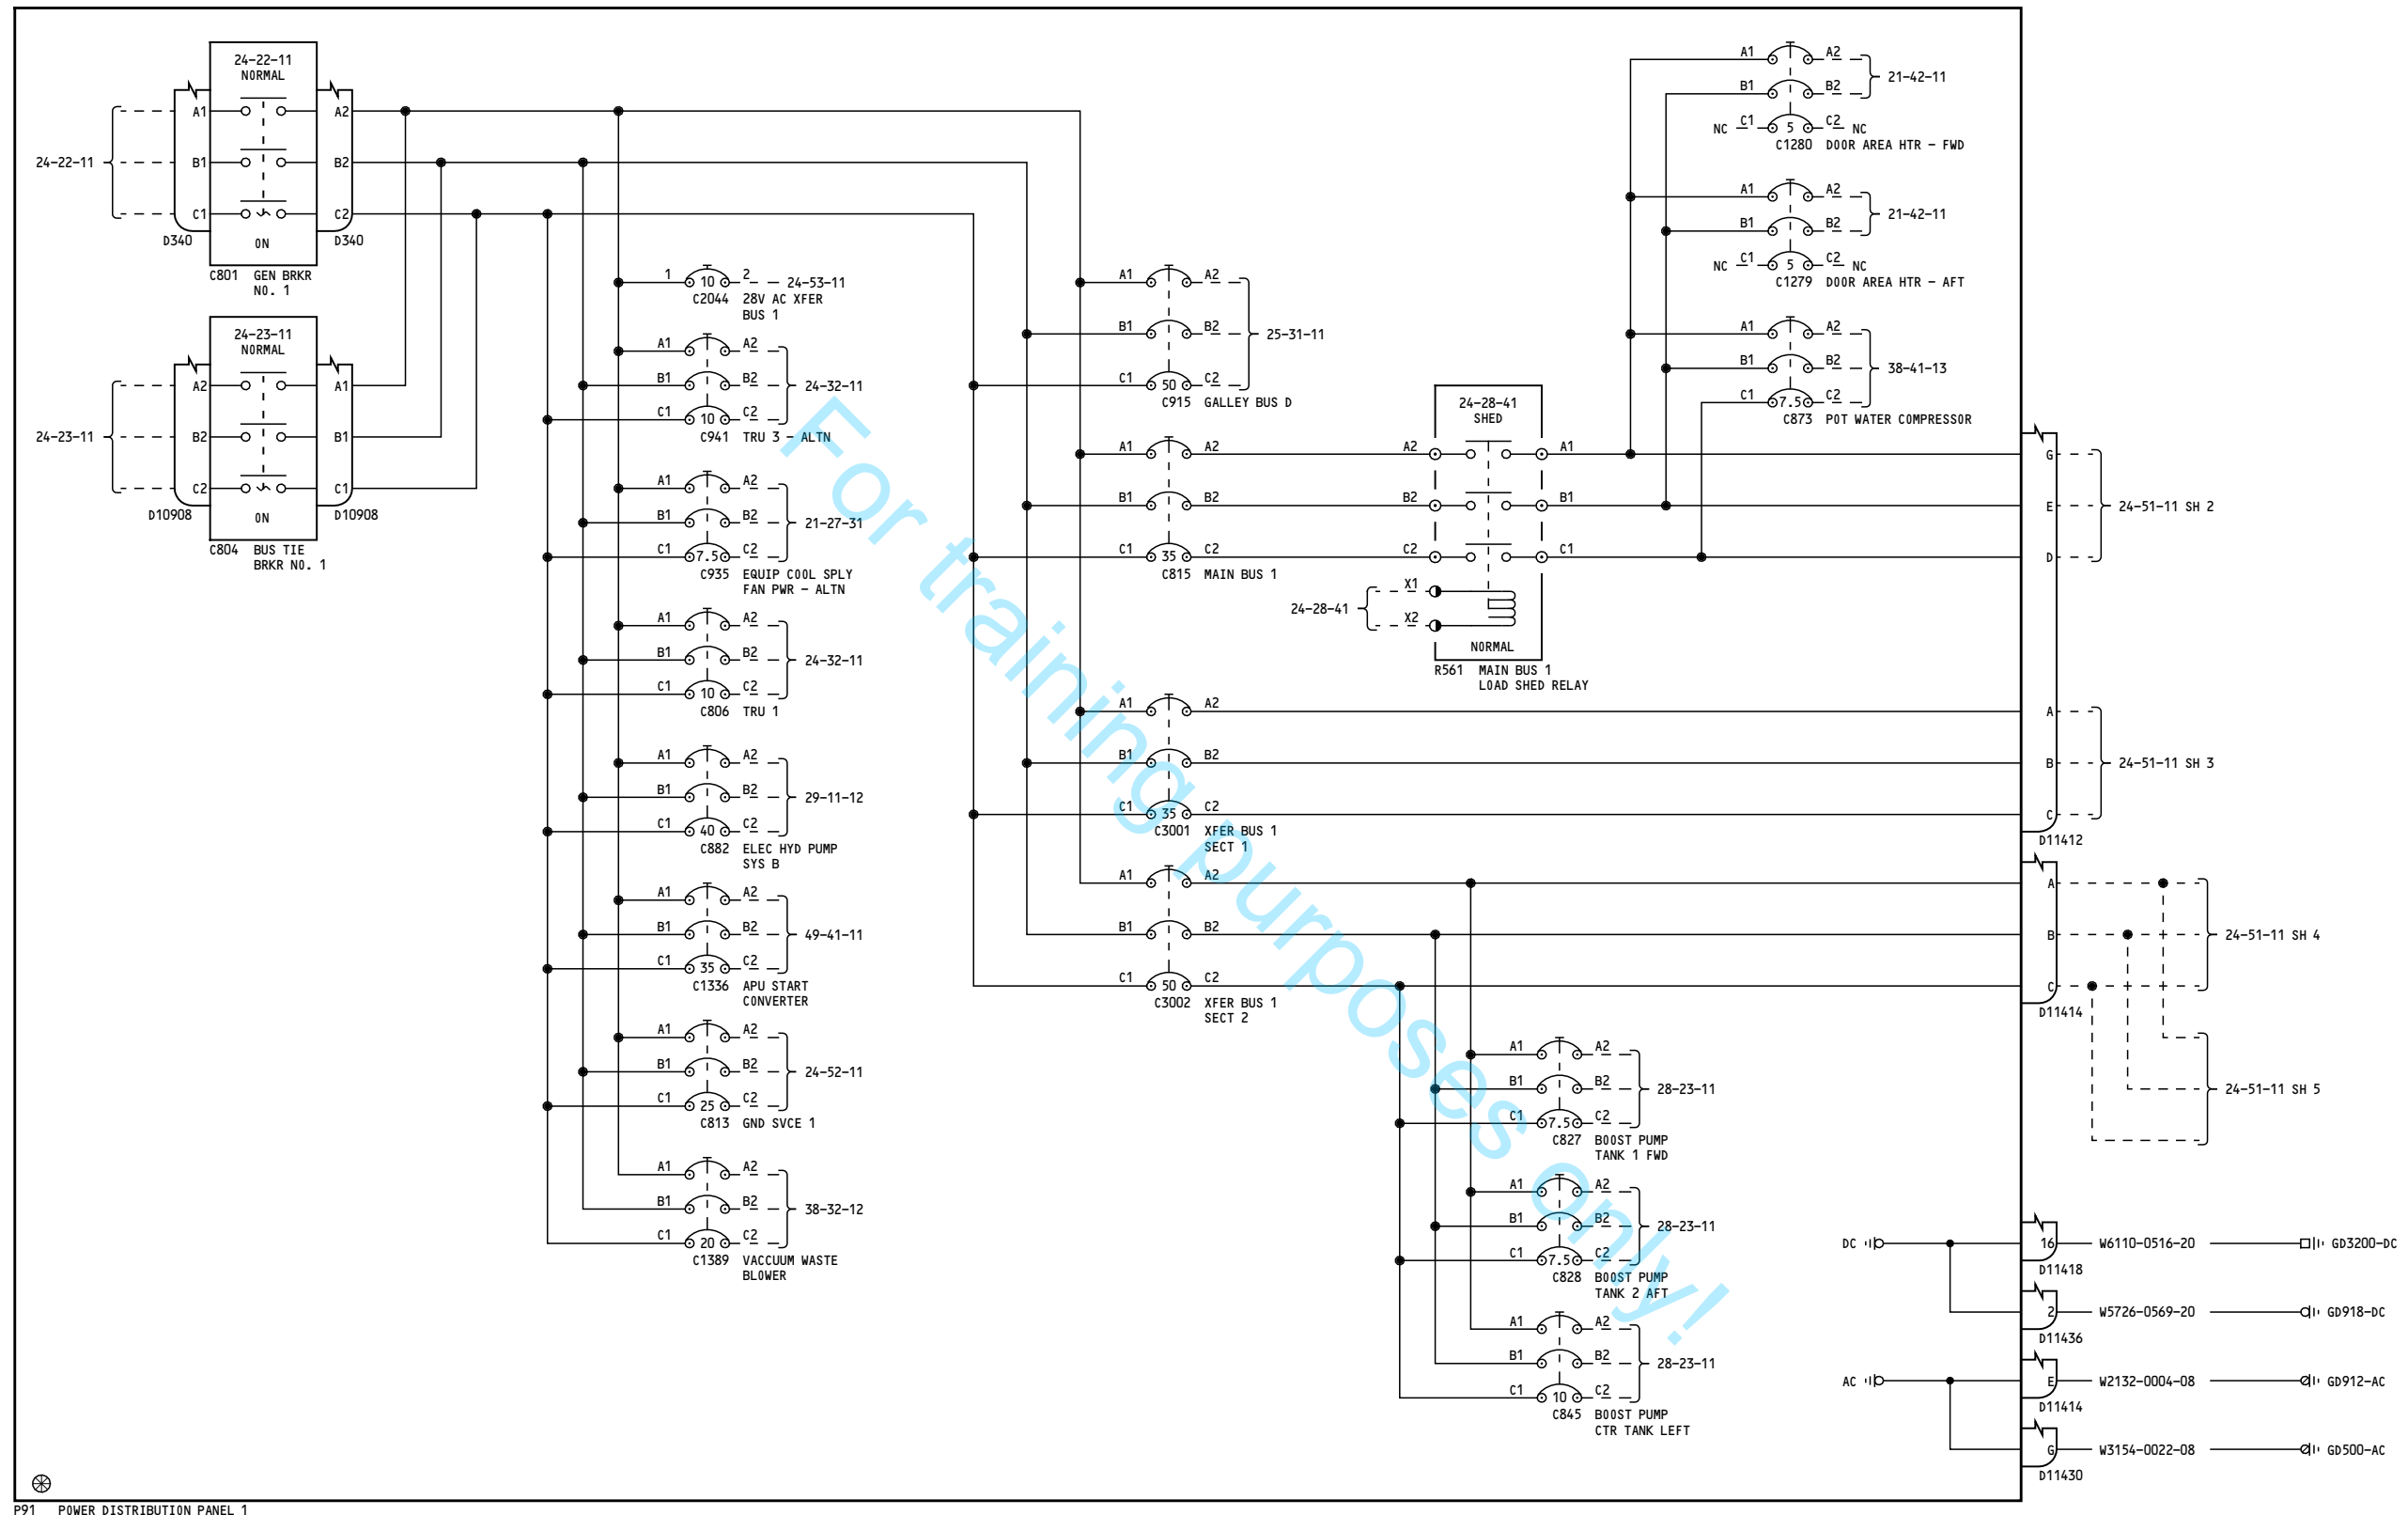 24-22-11
NORMAL
A1 A2
24-22-11 B1 B2
C1 C2
D340 ON D340
C801 GEN BRKR
NO. 1
24-23-11
NORMAL
A2 A1
24-23-11 B2 B1
C2 C1
D10908 ON D10908
C804 BUS TIE
BRKR NO. 1
1 10 2 24-53-11
C2044 28V AC XFER
BUS 1
A1 A2
B1 B2 24-32-11
C1 10 C2
C941 TRU 3 - ALTN
A1 A2
B1 B2 21-27-31
C1 7.5 C2
C935 EQUIP COOL SPLY
FAN PWR - ALTN
A1 A2
B1 B2 24-32-11
C1 10 C2
C806 TRU 1
A1 A2
B1 B2 29-11-12
C1 40 C2
C882 ELEC HYD PUMP
SYS B
A1 A2
B1 B2 49-41-11
C1 35 C2
C1336 APU START
CONVERTER
A1 A2
B1 B2 24-52-11
C1 25 C2
C813 GND SVCE 1
A1 A2
B1 B2 38-32-12
C1 20 C2
C1389 VACCUUM WASTE
BLOWER
A1 A2
B1 B2 25-31-11
C1 50 C2
C915 GALLEY BUS D
A1 A2
B1 B2
C1 35 C2
C815 MAIN BUS 1
24-28-41
SHED
A2 A1
B2 B1
C2 C1
X1
24-28-41
X2
NORMAL
R561 MAIN BUS 1
LOAD SHED RELAY
A1 A2
B1 B2
C1 35 C2
C3001 XFER BUS 1
SECT 1
A1 A2
B1 B2
C1 50 C2
C3002 XFER BUS 1
SECT 2
A1 A2
B1 B2 28-23-11
C1 7.5 C2
C827 BOOST PUMP
TANK 1 FWD
A1 A2
B1 B2 28-23-11
C1 7.5 C2
C828 BOOST PUMP
TANK 2 AFT
A1 A2
B1 B2 28-23-11
C1 10 C2
C845 BOOST PUMP
CTR TANK LEFT
A1 A2
21-42-11
B1 B2
NC C1 5 C2 NC
C1280 DOOR AREA HTR - FWD
A1 A2
21-42-11
B1 B2
NC C1 5 C2 NC
C1279 DOOR AREA HTR - AFT
A1 A2
B1 B2 38-41-13
C1 7.5 C2
C873 POT WATER COMPRESSOR
G
E 24-51-11 SH 2
D
A
B 24-51-11 SH 3
C
D11412
A
B 24-51-11 SH 4
C
D11414
24-51-11 SH 5
DC 16 W6110-0516-20 GD3200-DC
D11418
2 W5726-0569-20 GD918-DC
D11436
AC E W2132-0004-08 GD912-AC
D11414
G W3154-0022-08 GD500-AC
D11430
P91 POWER DISTRIBUTION PANEL 1
For training purposes only!